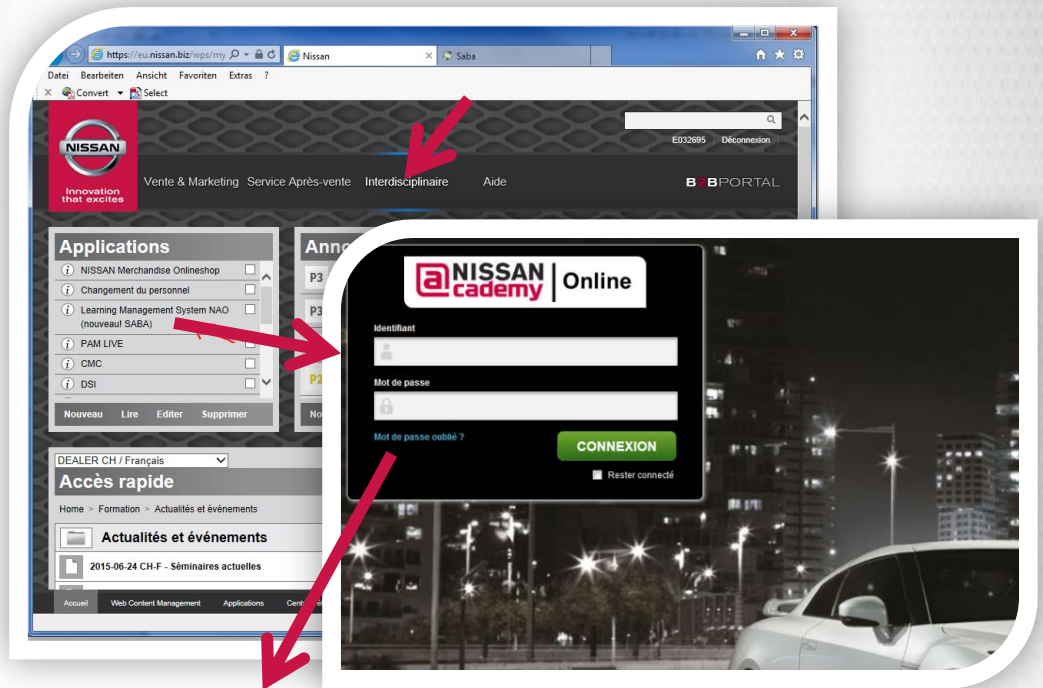 https://eu.nissan.biz/wps/my
Nissan
Saba
Datei Bearbeiten Ansicht Favoriten Extras ?
Convert Select
NISSAN
Innovation
that excites
E032695 Déconnexion
Vente & Marketing Service Après-vente Interdisciplinaire Aide
B2BPORTAL
Applications
NISSAN Merchandise Onlineshop
Changement du personnel
Learning Management System NAO
(nouveau! SABA)
PAM LIVE
CMC
DSI
Nouveau Lire Editer Supprimer
P3
P3
P2
DEALER CH / Français
Accès rapide
Home > Formation > Actualités et événements
Actualités et événements
2015-06-24 CH-F - Séminaires actuelles
Accueil Web Content Management Applications
NISSAN
@cademy
Online
Identifiant
Mot de passe
Mot de passe oublié ?
CONNEXION
Rester connecté